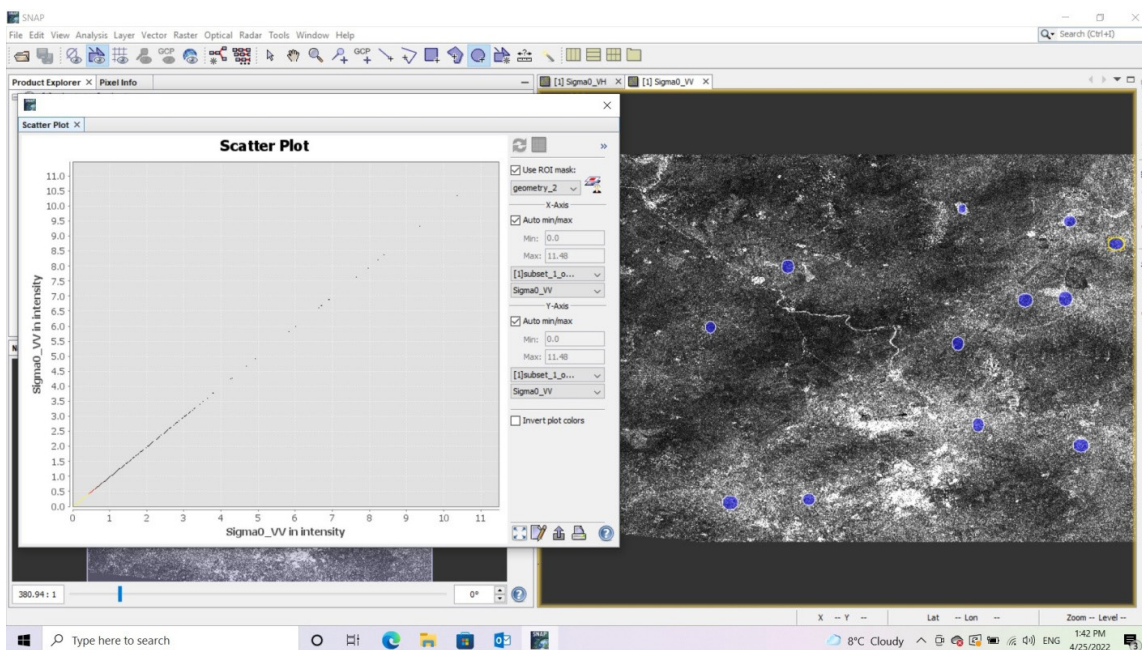 SNAP
File Edit View Analysis Layer Vector Raster Optical Radar Tools Window Help
Search (Ctrl+I)
GCP
GCP
Product Explorer × Pixel Info
[1] Sigma0_VH × [1] Sigma0_VV ×
Scatter Plot ×
Scatter Plot
Use ROI mask:
geometry_2
X-Axis
Auto min/max
Min: 0.0
Max: 11.48
[1]subset_1_o...
Sigma0_VV
Y-Axis
Auto min/max
Min: 0.0
Max: 11.48
[1]subset_1_o...
Sigma0_VV
Invert plot colors
11.0
10.5
10.0
9.5
9.0
8.5
8.0
7.5
7.0
6.5
6.0
5.5
5.0
4.5
4.0
3.5
3.0
2.5
2.0
1.5
1.0
0.5
0.0
Sigma0_VV in intensity
0 1 2 3 4 5 6 7 8 9 10 11
Sigma0_VV in intensity
380.94 : 1
0°
X -- Y -- Lat -- Lon -- Zoom -- Level --
Type here to search
SNAP
8°C Cloudy
ENG
1:42 PM
4/25/2022